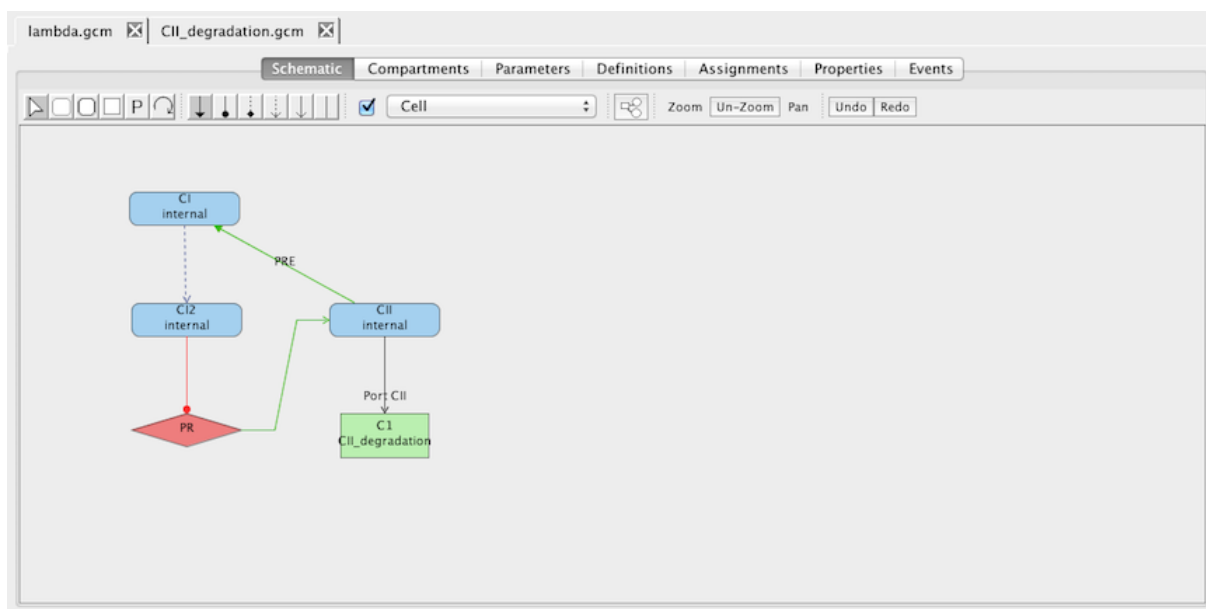 lambda.gcm CII_degradation.gcm
Schematic Compartments Parameters Definitions Assignments Properties Events
P Cell Zoom Un-Zoom Pan Undo Redo
CI
internal
PRE
CI2
internal
CII
internal
Port CII
PR
C1
CII_degradation